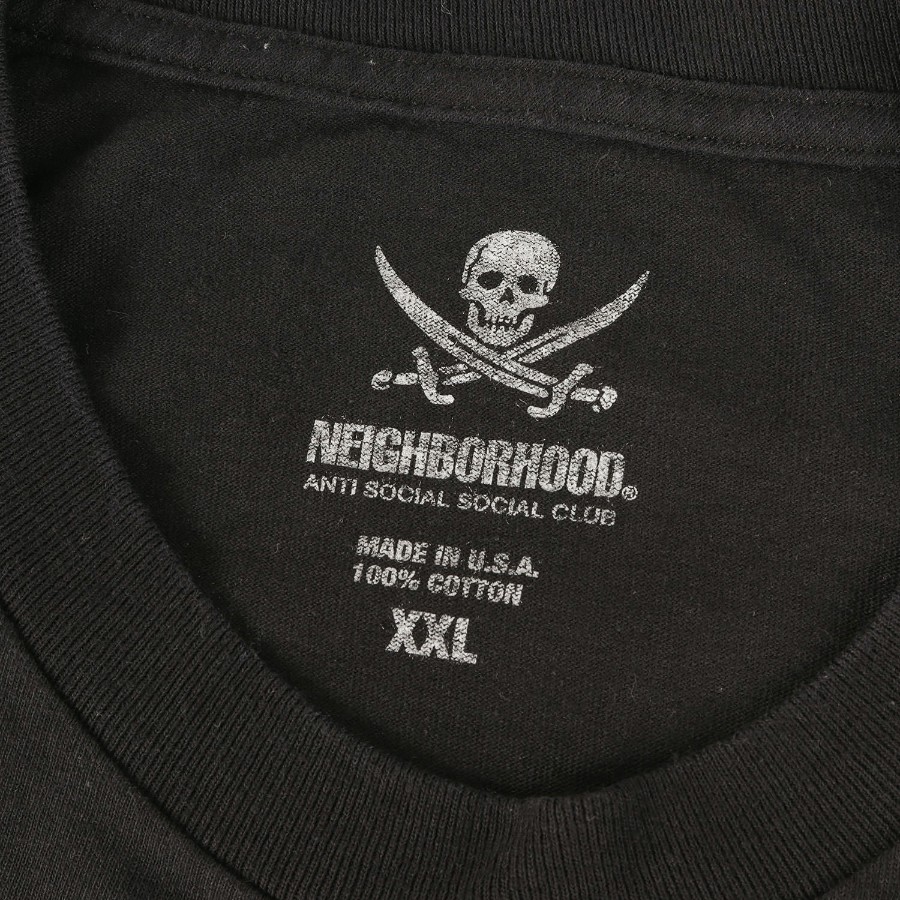 NEIGHBORHOOD®
ANTI SOCIAL SOCIAL CLUB
MADE IN U.S.A.
100% COTTON
XXL